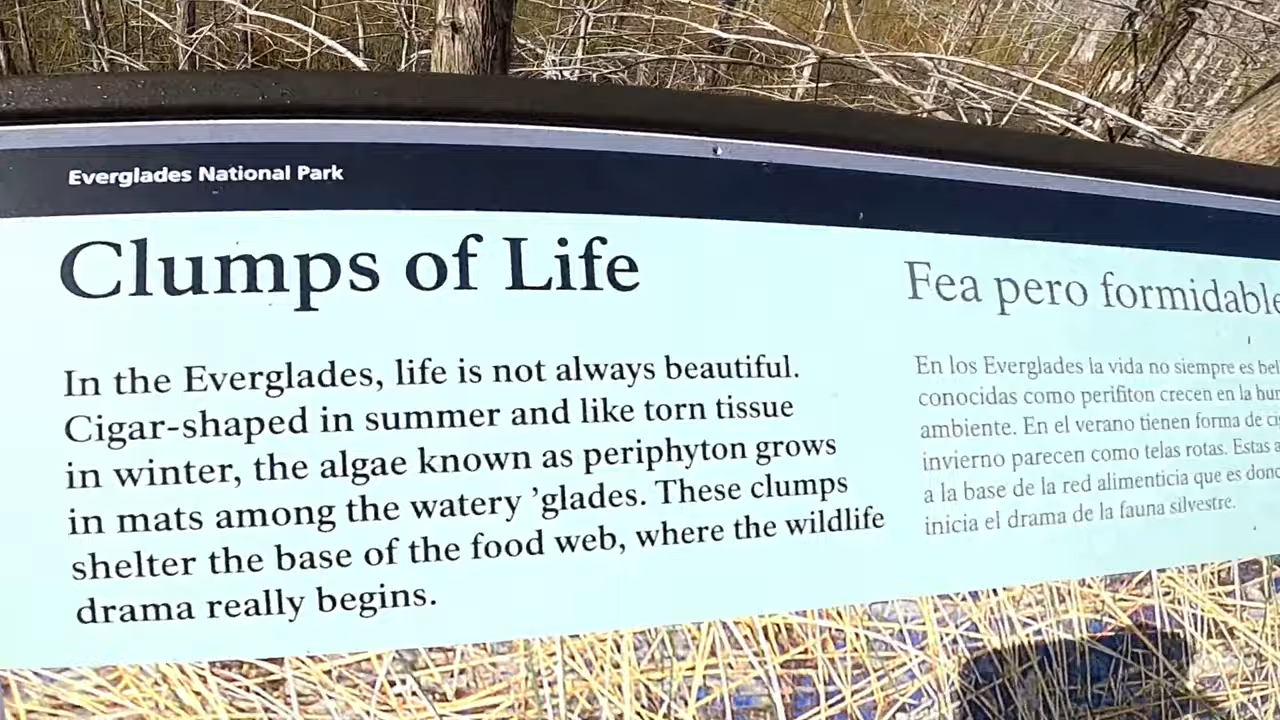 Everglades National Park
Clumps of Life
In the Everglades, life is not always beautiful.
Cigar-shaped in summer and like torn tissue
in winter, the algae known as periphyton grows
in mats among the watery ’glades. These clumps
shelter the base of the food web, where the wildlife
drama really begins.
Fea pero formidable
En los Everglades la vida no siempre es
conocidas como perifiton crecen en la
ambiente. En el verano tienen forma de
invierno parecen como telas rotas. Estas
a la base de la red alimenticia que es
inicia el drama de la fauna silvestre.